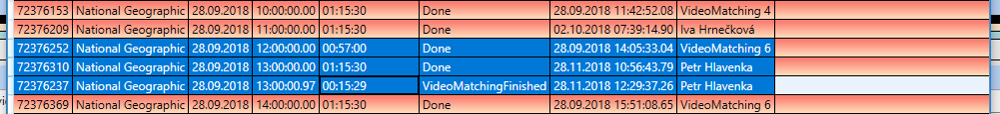 72376153 National Geographic 28.09.2018 10:00:00.00 01:15:30 Done 28.09.2018 11:42:52.08 VideoMatching 4
72376209 National Geographic 28.09.2018 11:00:00.00 01:15:30 Done 02.10.2018 07:39:14.90 Iva Hrnečková
72376252 National Geographic 28.09.2018 12:00:00.00 00:57:00 Done 28.09.2018 14:05:33.04 VideoMatching 6
72376310 National Geographic 28.09.2018 13:00:00.00 01:15:30 Done 28.11.2018 10:56:43.79 Petr Hlavenka
72376237 National Geographic 28.09.2018 13:00:00.97 00:15:29 VideoMatchingFinished 28.11.2018 12:29:37.26 Petr Hlavenka
72376369 National Geographic 28.09.2018 14:00:00.00 01:15:30 Done 28.09.2018 15:51:08.65 VideoMatching 6